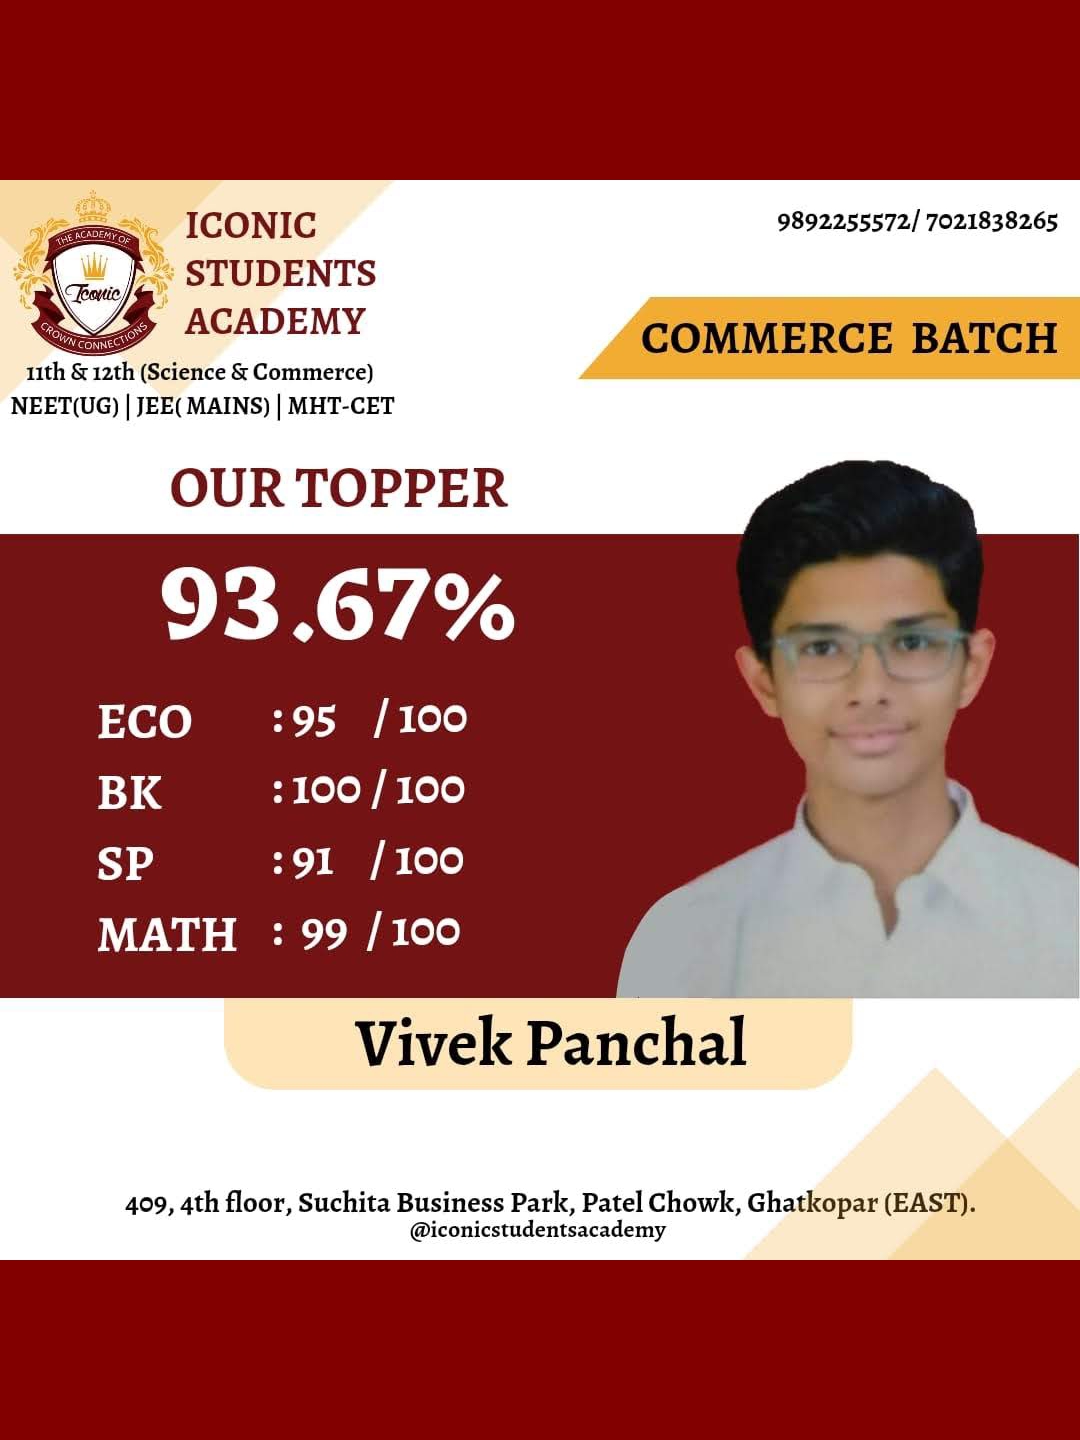 THE ACADEMY OF
Iconic
CROWN CONNECTIONS
ICONIC
STUDENTS
ACADEMY
11th & 12th (Science & Commerce)
NEET(UG) | JEE( MAINS) | MHT-CET
9892255572/ 7021838265
COMMERCE BATCH
OUR TOPPER
93.67%
ECO : 95 / 100
BK : 100 / 100
SP : 91 / 100
MATH : 99 / 100
Vivek Panchal
409, 4th floor, Suchita Business Park, Patel Chowk, Ghatkopar (EAST).
@iconicstudentsacademy